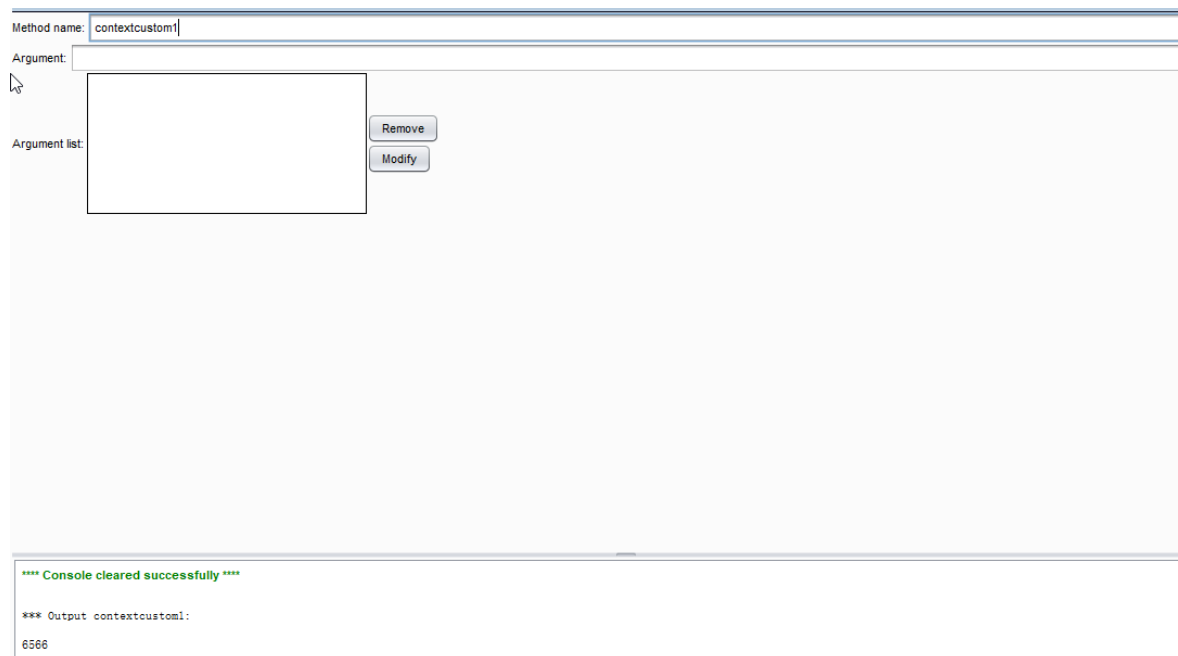 Method name: contextcustom1
Argument:
Argument list:
Remove
Modify
**** Console cleared successfully ****
*** Output contextcustom1:
6566